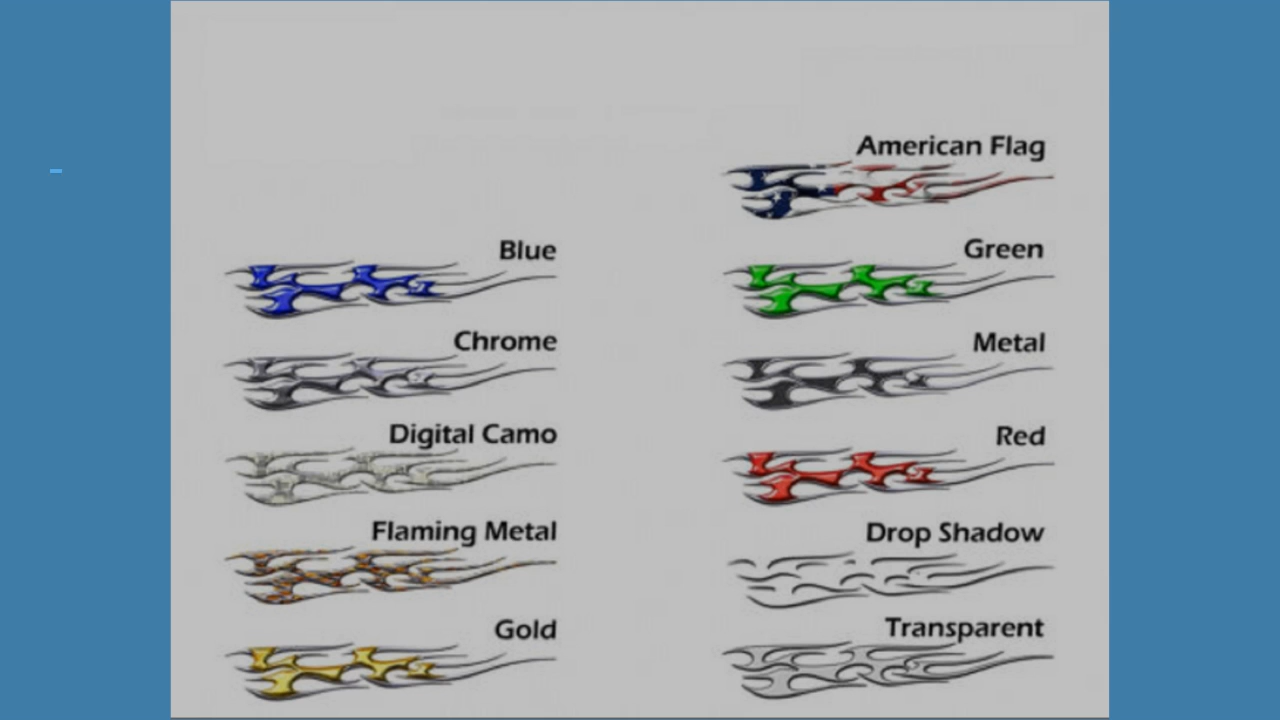 American Flag
Blue
Green
Chrome
Metal
Digital Camo
Red
Flaming Metal
Drop Shadow
Gold
Transparent